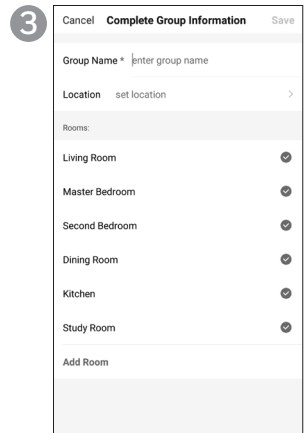 3
Cancel Complete Group Information Save
Group Name * enter group name
Location set location >
Rooms:
Living Room
Master Bedroom
Second Bedroom
Dining Room
Kitchen
Study Room
Add Room